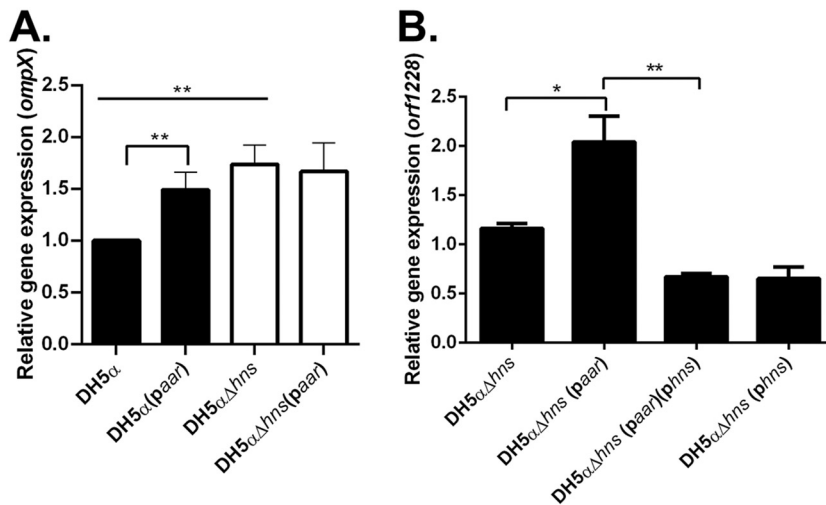 A.
B.
Relative gene expression (ompX)
2.5
2.0
1.5
1.0
0.5
0.0
**
**
DH5α
DH5α(paar)
DH5αΔhns
DH5αΔhns(paar)
Relative gene expression (orf1228)
2.5
2.0
1.5
1.0
0.5
0.0
*
**
DH5αΔhns
DH5αΔhns (paar)
DH5αΔhns (paar)(phns)
DH5αΔhns (phns)